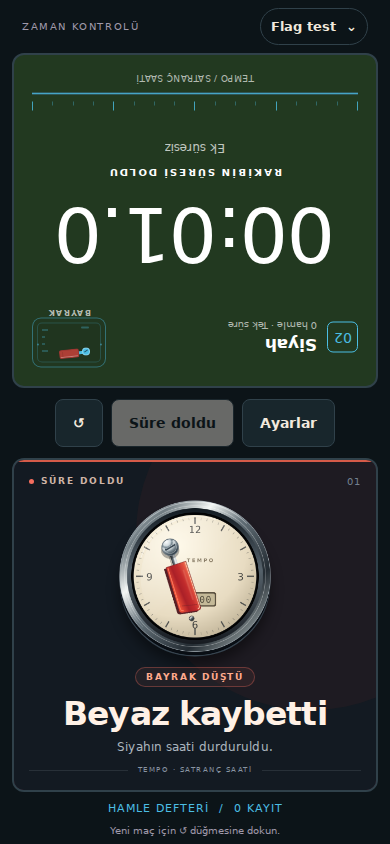 ZAMAN KONTROLÜ
Flag test
TEMPO / SATRANÇ SAATİ
Ek süresiz
RAKİBİN SÜRESİ DOLDU
00:01.0
BAYRAK
0 hamle · Tek süre
Siyah
02
↺
Süre doldu
Ayarlar
SÜRE DOLDU
01
12
TEMPO
9
3
00
6
BAYRAK DÜŞTÜ
Beyaz kaybetti
Siyahın saati durduruldu.
TEMPO · SATRANÇ SAATİ
HAMLE DEFTERİ / 0 KAYIT
Yeni maç için ↺ düğmesine dokun.